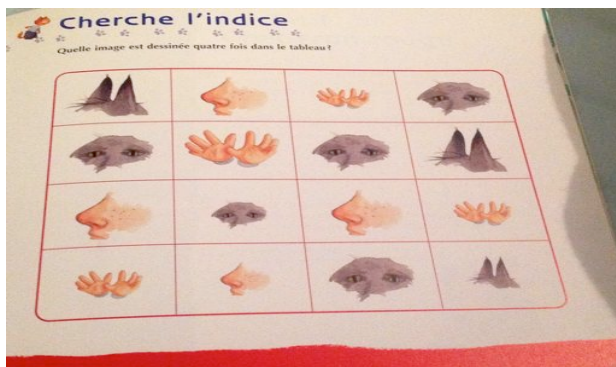 Cherche l'indice
Quelle image est dessinée quatre fois dans le tableau?